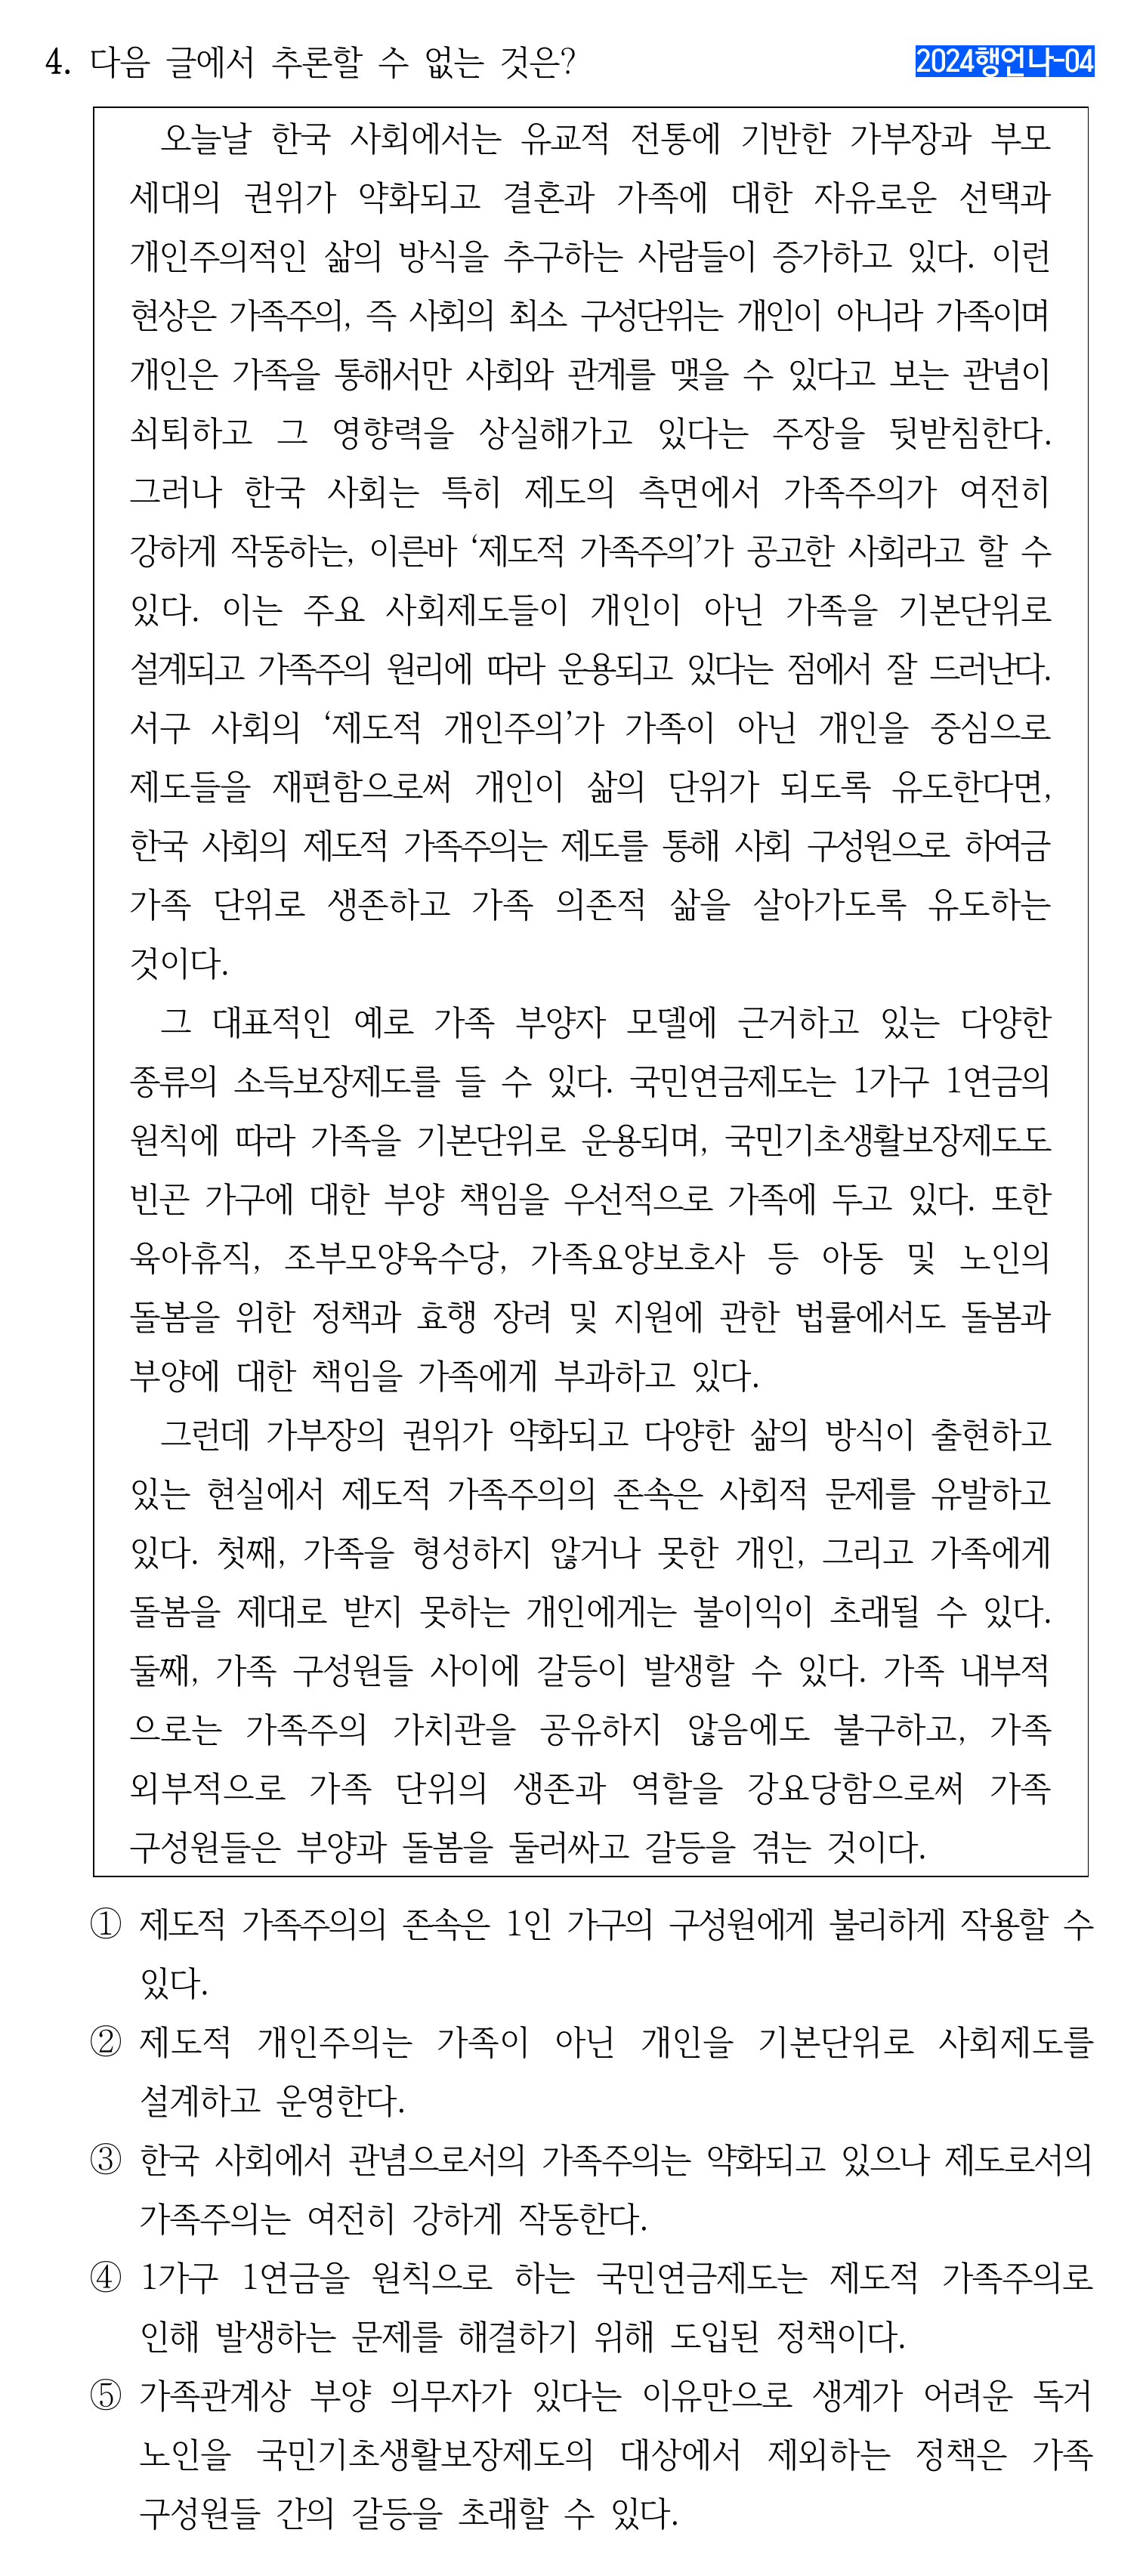 4. 다음 글에서 추론할 수 없는 것은?
2024행언나-04
오늘날 한국 사회에서는 유교적 전통에 기반한 가부장과 부모
세대의 권위가 약화되고 결혼과 가족에 대한 자유로운 선택과
개인주의적인 삶의 방식을 추구하는 사람들이 증가하고 있다. 이런
현상은 가족주의, 즉 사회의 최소 구성단위는 개인이 아니라 가족이며
개인은 가족을 통해서만 사회와 관계를 맺을 수 있다고 보는 관념이
쇠퇴하고 그 영향력을 상실해가고 있다는 주장을 뒷받침한다.
그러나 한국 사회는 특히 제도의 측면에서 가족주의가 여전히
강하게 작동하는, 이른바 ‘제도적 가족주의’가 공고한 사회라고 할 수
있다. 이는 주요 사회제도들이 개인이 아닌 가족을 기본단위로
설계되고 가족주의 원리에 따라 운용되고 있다는 점에서 잘 드러난다.
서구 사회의 ‘제도적 개인주의’가 가족이 아닌 개인을 중심으로
제도들을 재편함으로써 개인이 삶의 단위가 되도록 유도한다면,
한국 사회의 제도적 가족주의는 제도를 통해 사회 구성원으로 하여금
가족 단위로 생존하고 가족 의존적 삶을 살아가도록 유도하는
것이다.
그 대표적인 예로 가족 부양자 모델에 근거하고 있는 다양한
종류의 소득보장제도를 들 수 있다. 국민연금제도는 1가구 1연금의
원칙에 따라 가족을 기본단위로 운용되며, 국민기초생활보장제도도
빈곤 가구에 대한 부양 책임을 우선적으로 가족에 두고 있다. 또한
육아휴직, 조부모양육수당, 가족요양보호사 등 아동 및 노인의
돌봄을 위한 정책과 효행 장려 및 지원에 관한 법률에서도 돌봄과
부양에 대한 책임을 가족에게 부과하고 있다.
그런데 가부장의 권위가 약화되고 다양한 삶의 방식이 출현하고
있는 현실에서 제도적 가족주의의 존속은 사회적 문제를 유발하고
있다. 첫째, 가족을 형성하지 않거나 못한 개인, 그리고 가족에게
돌봄을 제대로 받지 못하는 개인에게는 불이익이 초래될 수 있다.
둘째, 가족 구성원들 사이에 갈등이 발생할 수 있다. 가족 내부적
으로는 가족주의 가치관을 공유하지 않음에도 불구하고, 가족
외부적으로 가족 단위의 생존과 역할을 강요당함으로써 가족
구성원들은 부양과 돌봄을 둘러싸고 갈등을 겪는 것이다.
① 제도적 가족주의의 존속은 1인 가구의 구성원에게 불리하게 작용할 수
있다.
② 제도적 개인주의는 가족이 아닌 개인을 기본단위로 사회제도를
설계하고 운영한다.
③ 한국 사회에서 관념으로서의 가족주의는 약화되고 있으나 제도로서의
가족주의는 여전히 강하게 작동한다.
④ 1가구 1연금을 원칙으로 하는 국민연금제도는 제도적 가족주의로
인해 발생하는 문제를 해결하기 위해 도입된 정책이다.
⑤ 가족관계상 부양 의무자가 있다는 이유만으로 생계가 어려운 독거
노인을 국민기초생활보장제도의 대상에서 제외하는 정책은 가족
구성원들 간의 갈등을 초래할 수 있다.